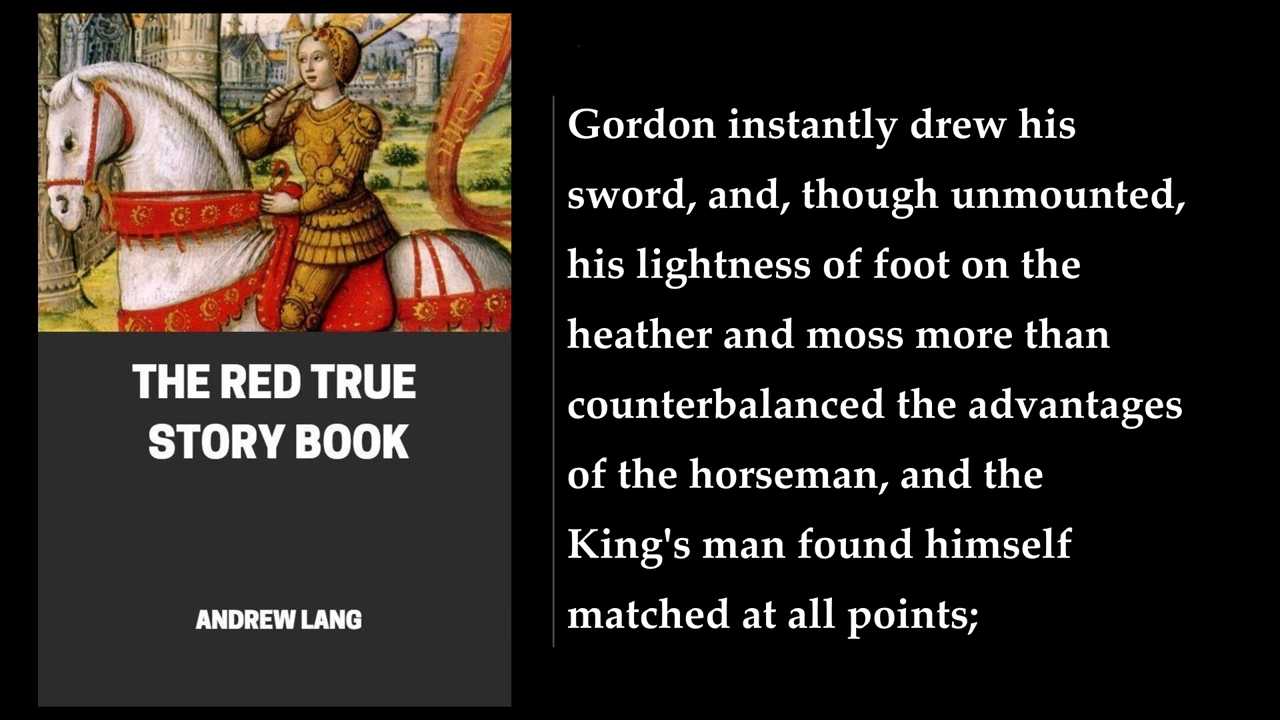 THE RED TRUE
STORY BOOK
ANDREW LANG
Gordon instantly drew his
sword, and, though unmounted,
his lightness of foot on the
heather and moss more than
counterbalanced the advantages
of the horseman, and the
King's man found himself
matched at all points;